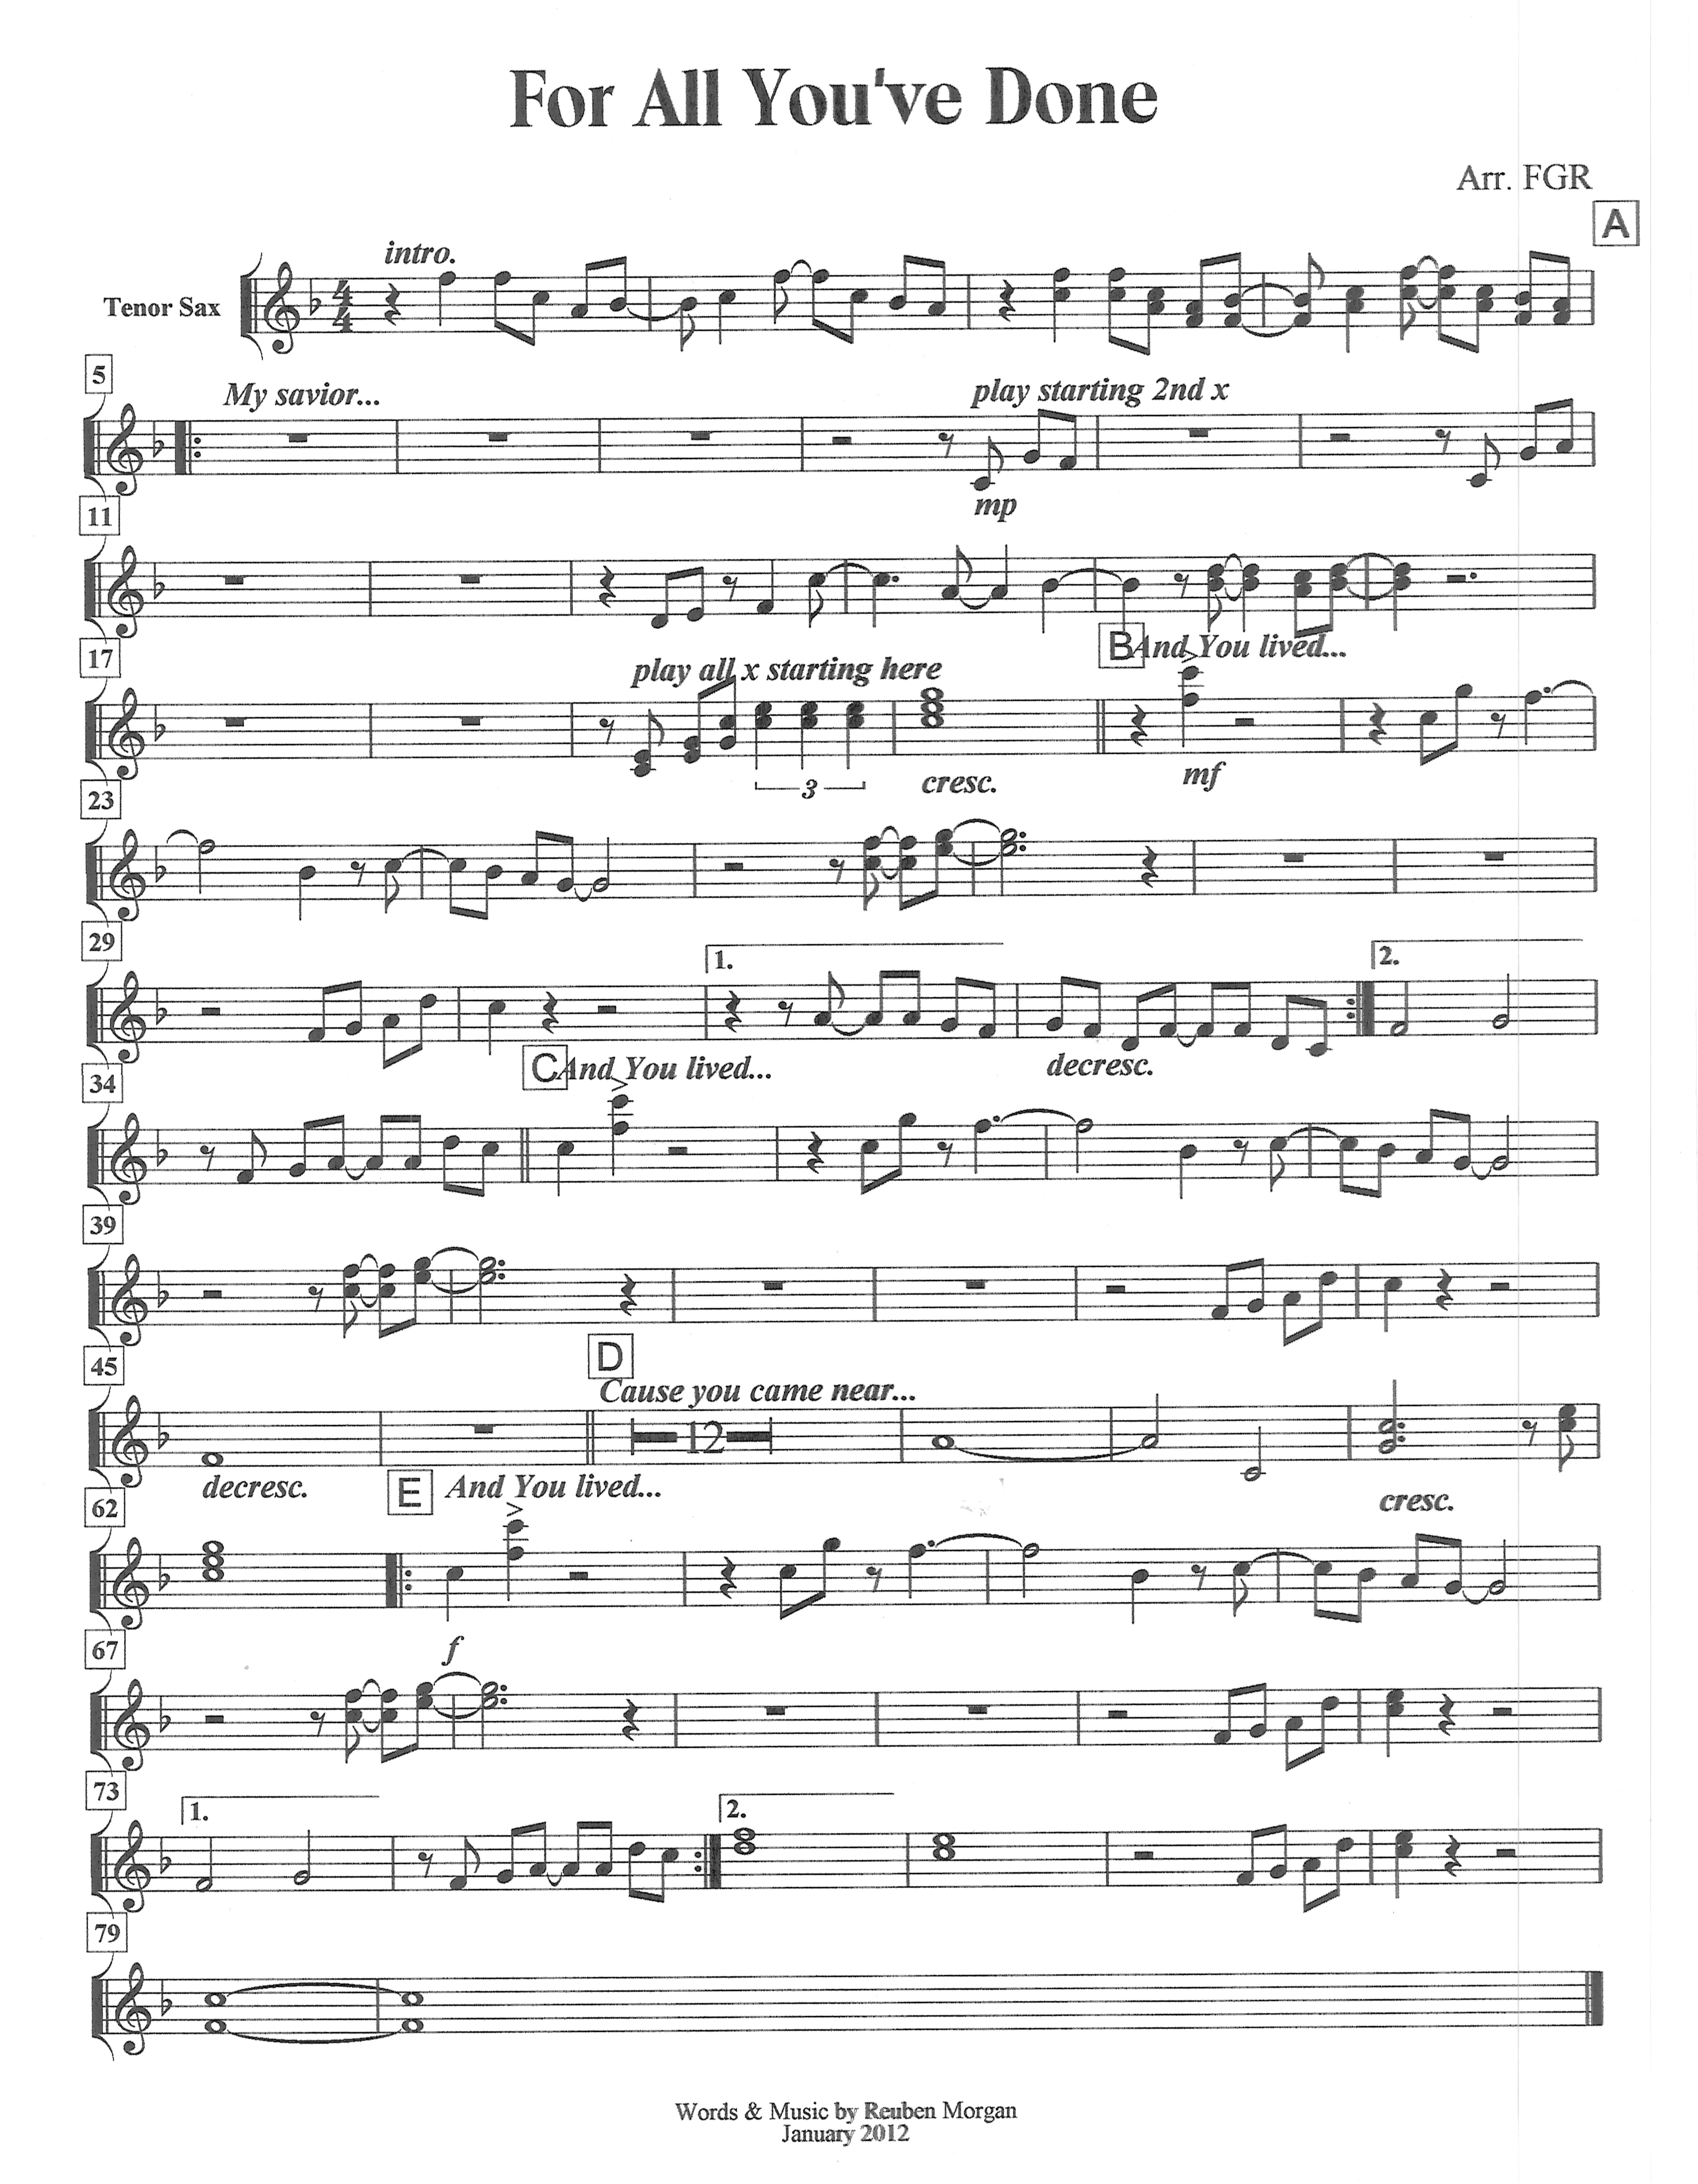 For All You've Done
Arr. FGR
A
intro.
Tenor Sax
4
4
5
My savior...
play starting 2nd x
mp
11
17
play all x starting here
B And You lived...
3
cresc.
mf
23
29
1.
2.
decresc.
34
C And You lived...
39
45
D
Cause you came near...
12
decresc.
cresc.
62
E And You lived...
f
67
73
1.
2.
79
Words & Music by Reuben Morgan
January 2012